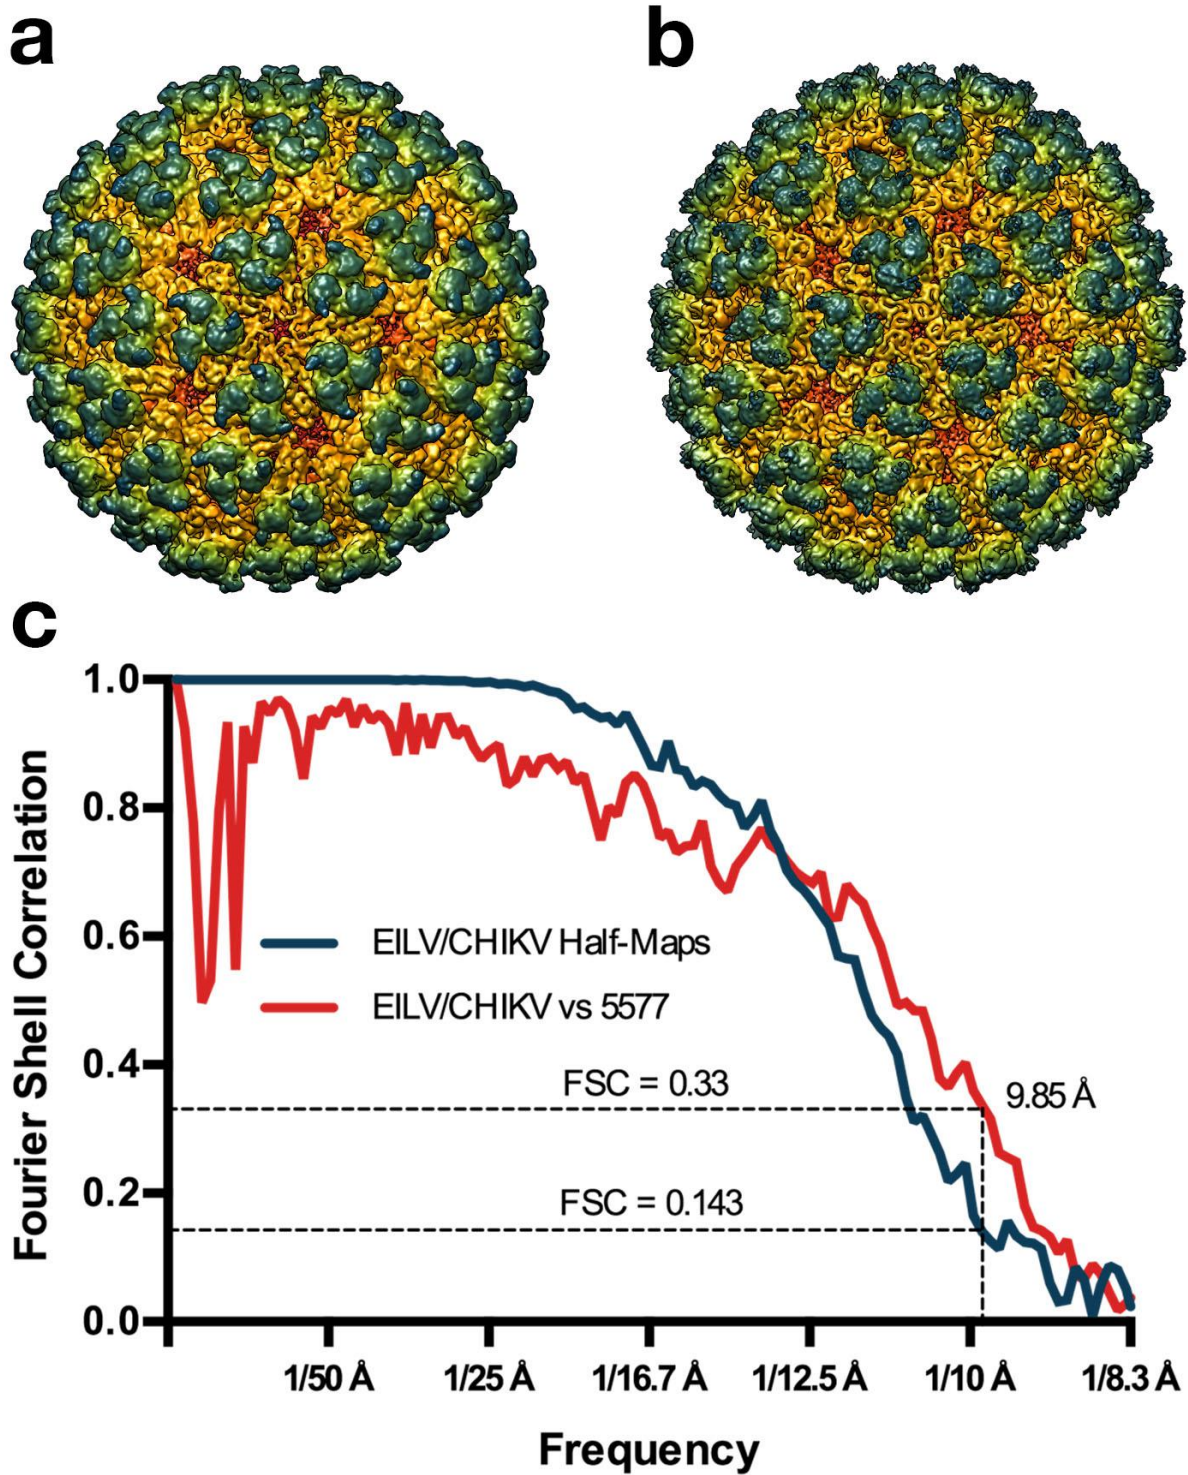 a
b
c
1.0
0.8
0.6
0.4
0.2
0.0
Fourier Shell Correlation
EILV/CHIKV Half-Maps
EILV/CHIKV vs 5577
FSC = 0.33
9.85 Å
FSC = 0.143
1/50 Å
1/25 Å
1/16.7 Å
1/12.5 Å
1/10 Å
1/8.3 Å
Frequency